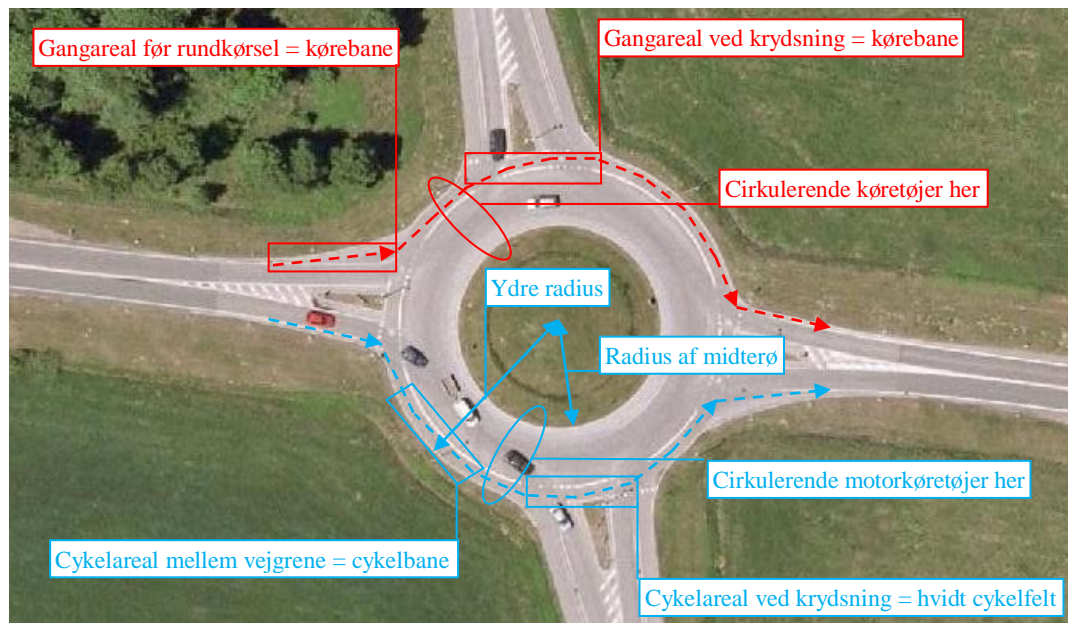 Gangareal før rundkørsel = kørebane
Gangareal ved krydsning = kørebane
Cirkulerende køretøjer her
Ydre radius
Radius af midterø
Cirkulerende motorkøretøjer her
Cykelareal mellem vejgrene = cykelbane
Cykelareal ved krydsning = hvidt cykelfelt